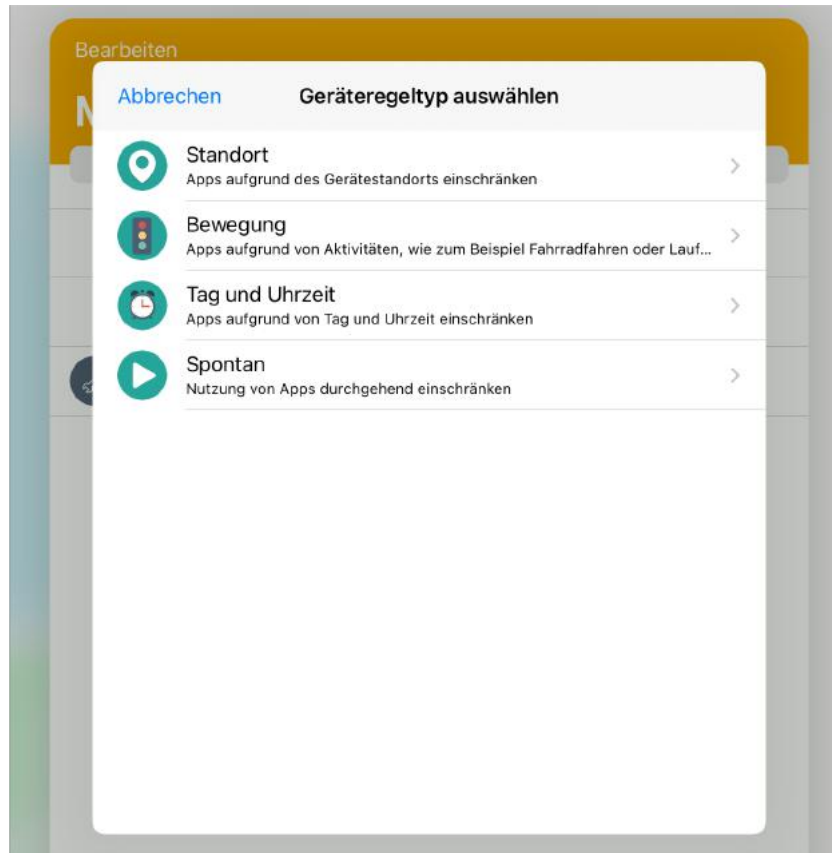 Bearbeiten
Abbrechen Geräteregeltyp auswählen
Standort
Apps aufgrund des Gerätestandorts einschränken
Bewegung
Apps aufgrund von Aktivitäten, wie zum Beispiel Fahrradfahren oder Lauf...
Tag und Uhrzeit
Apps aufgrund von Tag und Uhrzeit einschränken
Spontan
Nutzung von Apps durchgehend einschränken